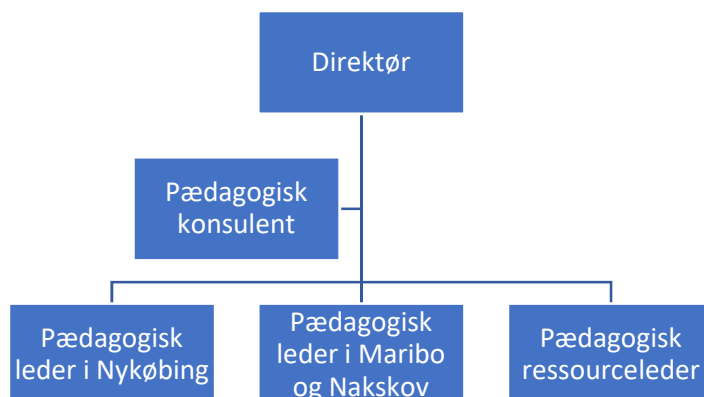 Direktør
Pædagogisk
konsulent
Pædagogisk
leder i Nykøbing
Pædagogisk
leder i Maribo
og Nakskov
Pædagogisk
ressourceleder